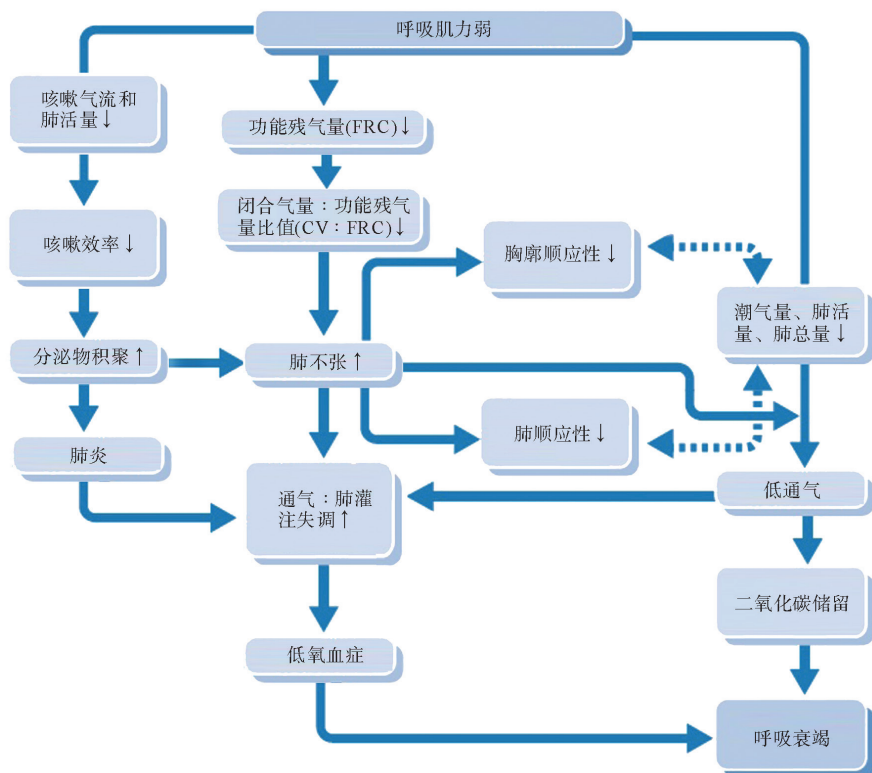 呼吸肌力弱
咳嗽气流和
肺活量↓
功能残气量(FRC)↓
闭合气量：功能残气
量比值(CV：FRC)↓
胸廓顺应性↓
咳嗽效率↓
潮气量、肺活
量、肺总量↓
分泌物积聚↑
肺不张↑
肺顺应性↓
肺炎
通气：肺灌
注失调↑
低通气
二氧化碳储留
低氧血症
呼吸衰竭